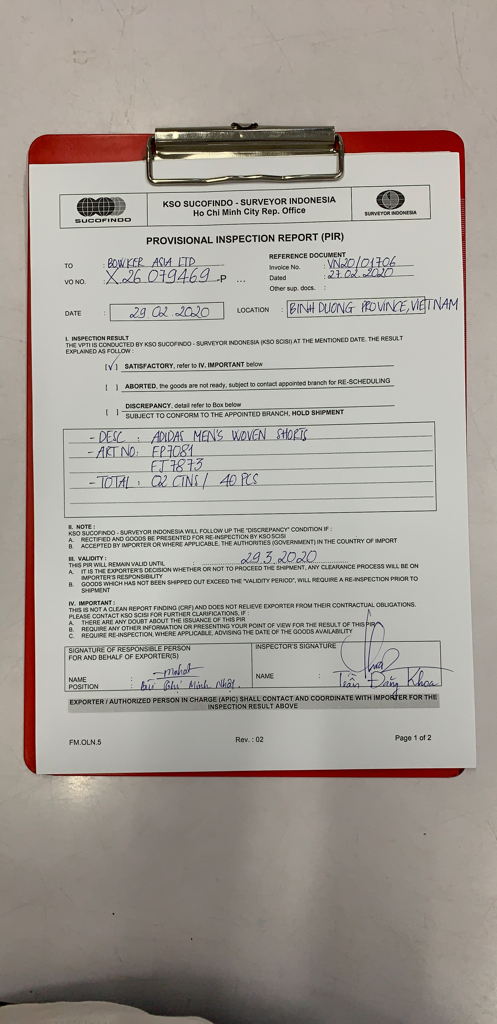 SUCOFINDO
KSO SUCOFINDO - SURVEYOR INDONESIA
Ho Chi Minh City Rep. Office
SURVEYOR INDONESIA
PROVISIONAL INSPECTION REPORT (PIR)
TO : BOWKER ASIA LTD
VO NO. X.26 079469 -P ...
REFERENCE DOCUMENT
Invoice No. : VN20/01706
Dated : 27.02.2020
Other sup. docs. :
DATE : 29.02.2020
LOCATION : BINH DUONG PROVINCE, VIETNAM
I. INSPECTION RESULT
THE VPTI IS CONDUCTED BY KSO SUCOFINDO - SURVEYOR INDONESIA (KSO SCISI) AT THE MENTIONED DATE. THE RESULT
EXPLAINED AS FOLLOW :
[√] SATISFACTORY, refer to IV. IMPORTANT below
[ ] ABORTED, the goods are not ready, subject to contact appointed branch for RE-SCHEDULING
[ ] DISCREPANCY, detail refer to Box below
SUBJECT TO CONFORM TO THE APPOINTED BRANCH, HOLD SHIPMENT
- DESC : ADIDAS MEN'S WOVEN SHORTS
- ART NO: FP7081
FJ7873
- TOTAL: 02 CTNS / 40 PCS
II. NOTE :
KSO SUCOFINDO - SURVEYOR INDONESIA WILL FOLLOW UP THE "DISCREPANCY" CONDITION IF :
A. RECTIFIED AND GOODS BE PRESENTED FOR RE-INSPECTION BY KSO SCISI
B. ACCEPTED BY IMPORTER OR WHERE APPLICABLE, THE AUTHORITIES (GOVERNMENT) IN THE COUNTRY OF IMPORT
III. VALIDITY :
THIS PIR WILL REMAIN VALID UNTIL : 29.3.2020
A. IT IS THE EXPORTER'S DECISION WHETHER OR NOT TO PROCEED THE SHIPMENT, ANY CLEARANCE PROCESS WILL BE ON
IMPORTER'S RESPONSIBILITY
B. GOODS WHICH HAS NOT BEEN SHIPPED OUT EXCEED THE "VALIDITY PERIOD", WILL REQUIRE A RE-INSPECTION PRIOR TO
SHIPMENT
IV. IMPORTANT :
THIS IS NOT A CLEAN REPORT FINDING (CRF) AND DOES NOT RELIEVE EXPORTER FROM THEIR CONTRACTUAL OBLIGATIONS.
PLEASE CONTACT KSO SCISI FOR FURTHER CLARIFICATIONS, IF :
A. THERE ARE ANY DOUBT ABOUT THE ISSUANCE OF THIS PIR
B. REQUIRE ANY OTHER INFORMATION OR PRESENTING YOUR POINT OF VIEW FOR THE RESULT OF THIS PIR
C. REQUIRE RE-INSPECTION, WHERE APPLICABLE, ADVISING THE DATE OF THE GOODS AVAILABILITY
SIGNATURE OF RESPONSIBLE PERSON
FOR AND BEHALF OF EXPORTER(S)
NAME :
POSITION : Minh Nhật.
INSPECTOR'S SIGNATURE
NAME : Trần Đăng Khoa
EXPORTER / AUTHORIZED PERSON IN CHARGE (APIC) SHALL CONTACT AND COORDINATE WITH IMPORTER FOR THE
INSPECTION RESULT ABOVE
FM.OLN.5
Rev. : 02
Page 1 of 2